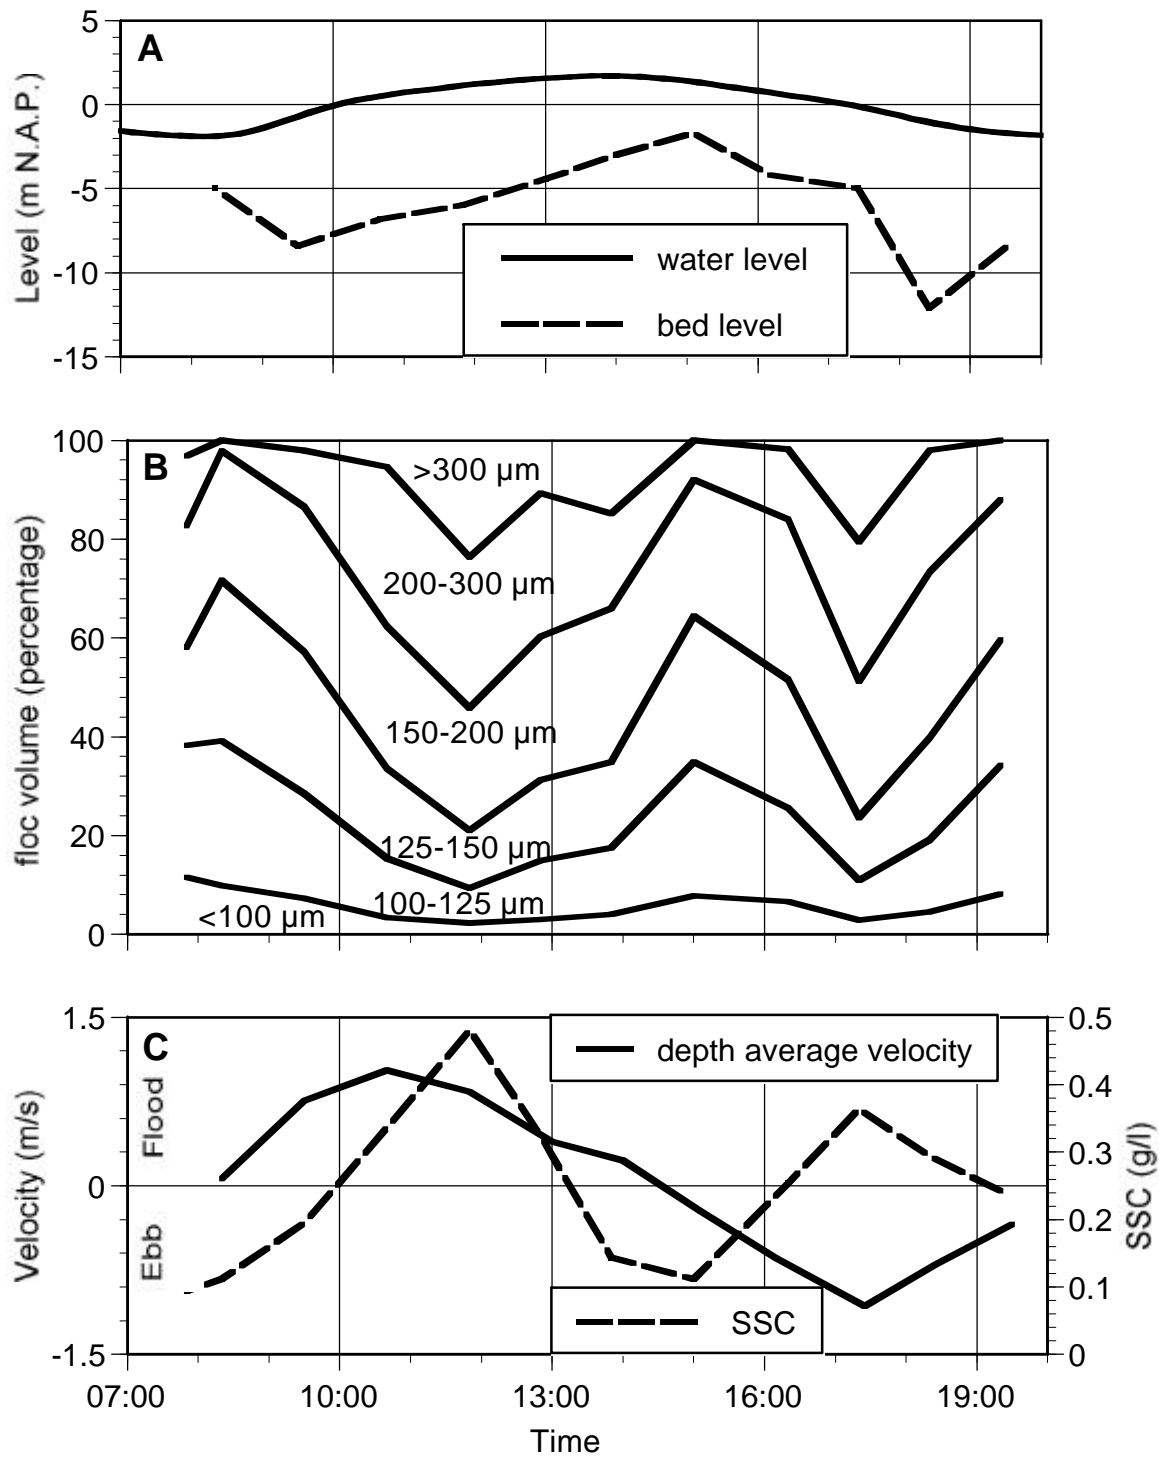 A
5
0
-5
-10
-15
Level (m N.A.P.)
water level
bed level
B
100
80
60
40
20
0
floc volume (percentage)
>300 µm
200-300 µm
150-200 µm
125-150 µm
100-125 µm
<100 µm
C
1.5
0
-1.5
Velocity (m/s)
Flood
Ebb
depth average velocity
SSC
0.5
0.4
0.3
0.2
0.1
0
SSC (g/l)
07:00 10:00 13:00 16:00 19:00
Time